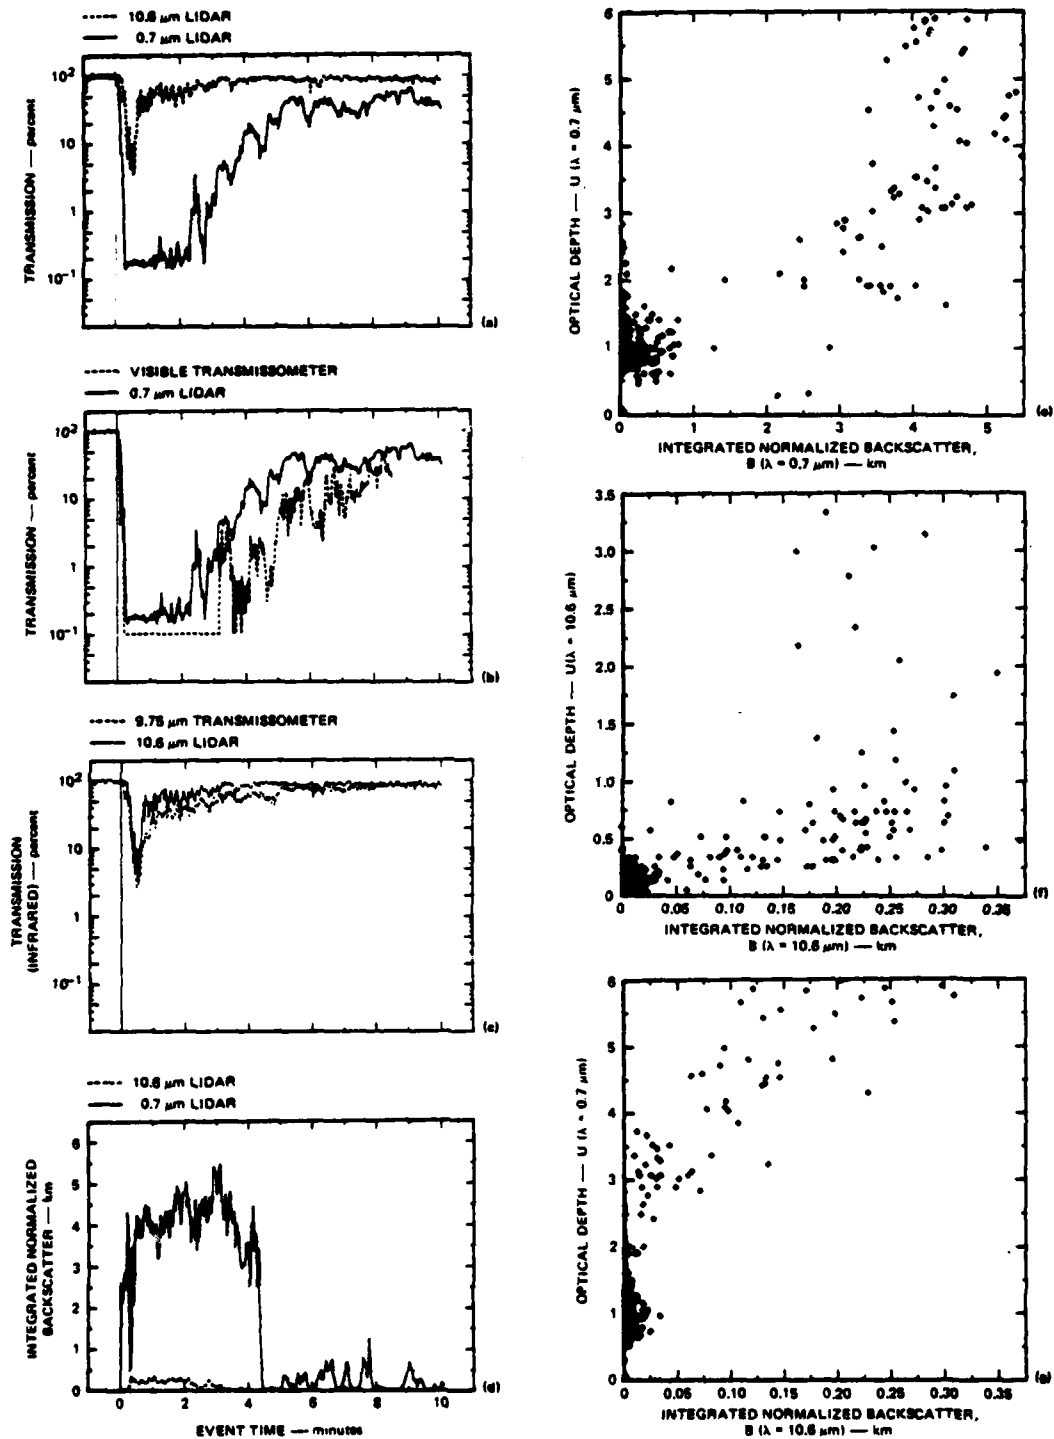 10.6 μm LIDAR
0.7 μm LIDAR
10²
10
1
10⁻¹
TRANSMISSION — percent
(a)
VISIBLE TRANSMISSOMETER
0.7 μm LIDAR
10²
10
1
10⁻¹
TRANSMISSION — percent
(b)
9.75 μm TRANSMISSOMETER
10.6 μm LIDAR
10²
10
1
10⁻¹
TRANSMISSION
(INFRARED) — percent
(c)
10.6 μm LIDAR
0.7 μm LIDAR
6
5
4
3
2
1
0
INTEGRATED NORMALIZED
BACKSCATTER — km
(d)
0 2 4 6 8 10
EVENT TIME — minutes
6
5
4
3
2
1
0
OPTICAL DEPTH — U (λ = 0.7 μm)
(e)
0 1 2 3 4 5
INTEGRATED NORMALIZED BACKSCATTER,
B (λ = 0.7 μm) — km
3.5
3.0
2.5
2.0
1.5
1.0
0.5
0
OPTICAL DEPTH — U(λ = 10.6 μm)
(f)
0 0.05 0.10 0.15 0.20 0.25 0.30 0.35
INTEGRATED NORMALIZED BACKSCATTER,
B (λ = 10.6 μm) — km
6
5
4
3
2
1
0
OPTICAL DEPTH — U (λ = 0.7 μm)
(g)
0 0.05 0.10 0.15 0.20 0.25 0.30 0.35
INTEGRATED NORMALIZED BACKSCATTER,
B (λ = 10.6 μm) — km